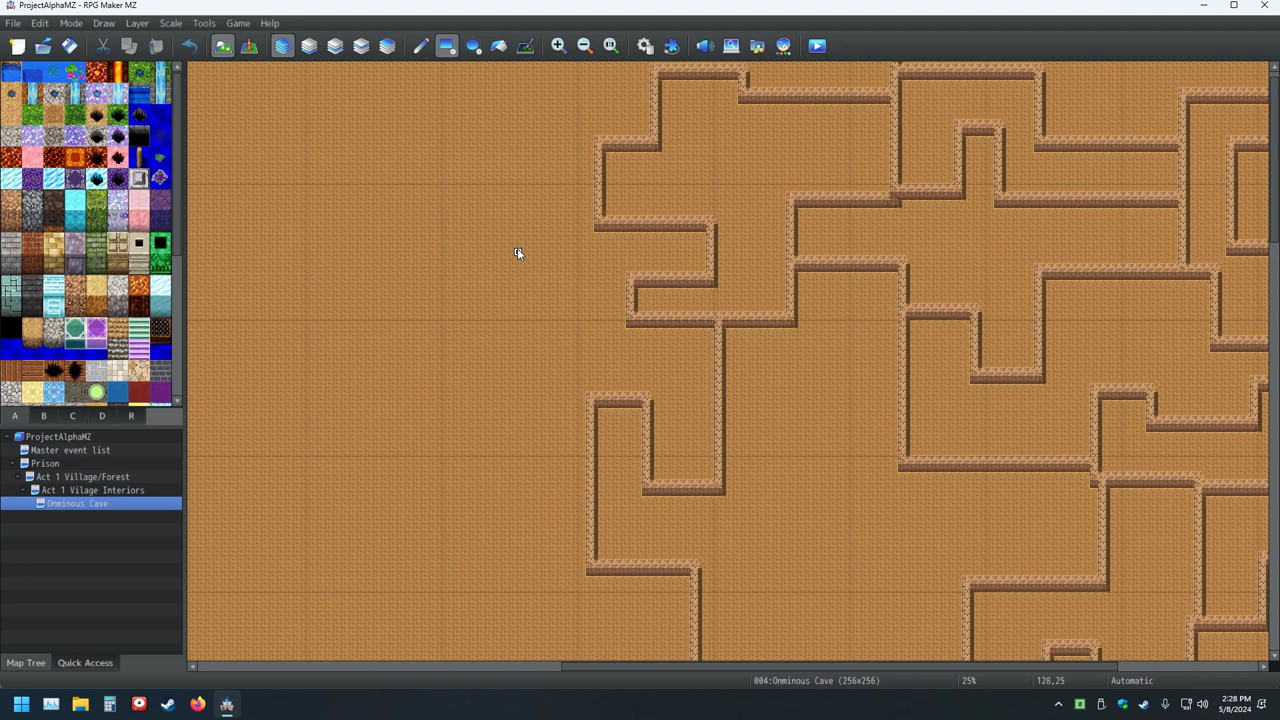 ProjectAlphaMZ - RPG Maker MZ
File Edit Mode Draw Layer Scale Tools Game Help
A B C D R
ProjectAlphaMZ
Master event list
Prison
Act 1 Village/Forest
Act 1 Vilage Interiors
Onminous Cave
Map Tree Quick Access
004:Onminous Cave (256x256) 25% 128,25 Automatic
2:28 PM
5/8/2024